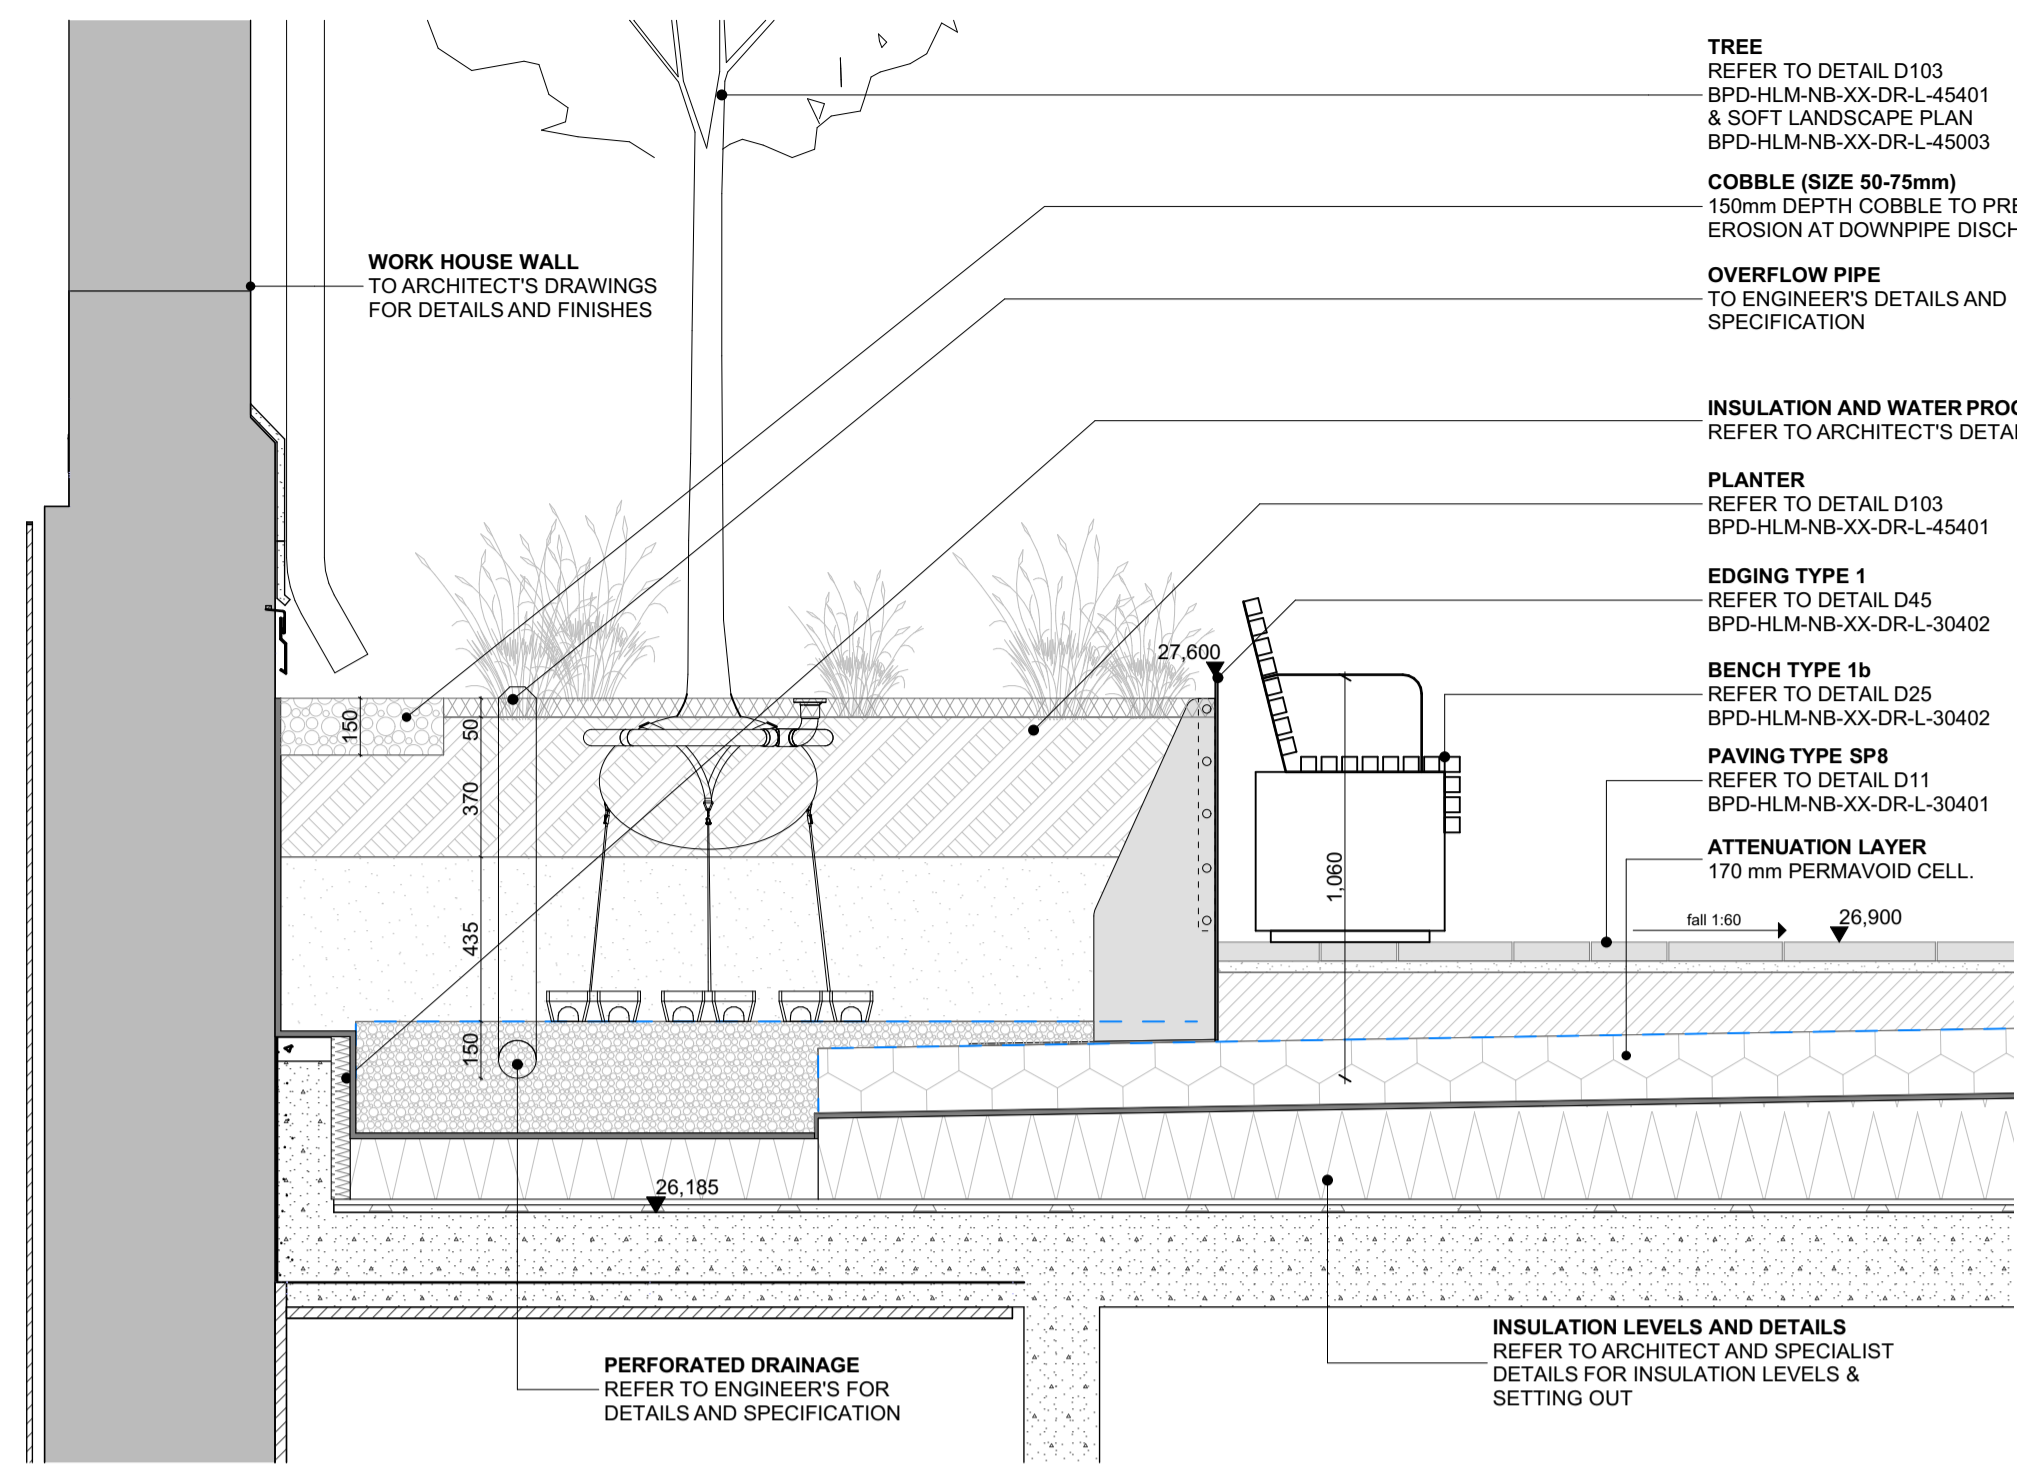 TREE
REFER TO DETAIL D103
BPD-HLM-NB-XX-DR-L-45401
& SOFT LANDSCAPE PLAN
BPD-HLM-NB-XX-DR-L-45003
COBBLE (SIZE 50-75mm)
150mm DEPTH COBBLE TO PRE
EROSION AT DOWNPIPE DISCH
WORK HOUSE WALL
TO ARCHITECT'S DRAWINGS
FOR DETAILS AND FINISHES
OVERFLOW PIPE
TO ENGINEER'S DETAILS AND
SPECIFICATION
INSULATION AND WATER PROO
REFER TO ARCHITECT'S DETAI
PLANTER
REFER TO DETAIL D103
BPD-HLM-NB-XX-DR-L-45401
EDGING TYPE 1
REFER TO DETAIL D45
BPD-HLM-NB-XX-DR-L-30402
27,600
BENCH TYPE 1b
REFER TO DETAIL D25
BPD-HLM-NB-XX-DR-L-30402
PAVING TYPE SP8
REFER TO DETAIL D11
BPD-HLM-NB-XX-DR-L-30401
ATTENUATION LAYER
170 mm PERMAVOID CELL.
150
50
370
435
150
1,060
fall 1:60
26,900
26,185
INSULATION LEVELS AND DETAILS
REFER TO ARCHITECT AND SPECIALIST
DETAILS FOR INSULATION LEVELS &
SETTING OUT
PERFORATED DRAINAGE
REFER TO ENGINEER'S FOR
DETAILS AND SPECIFICATION